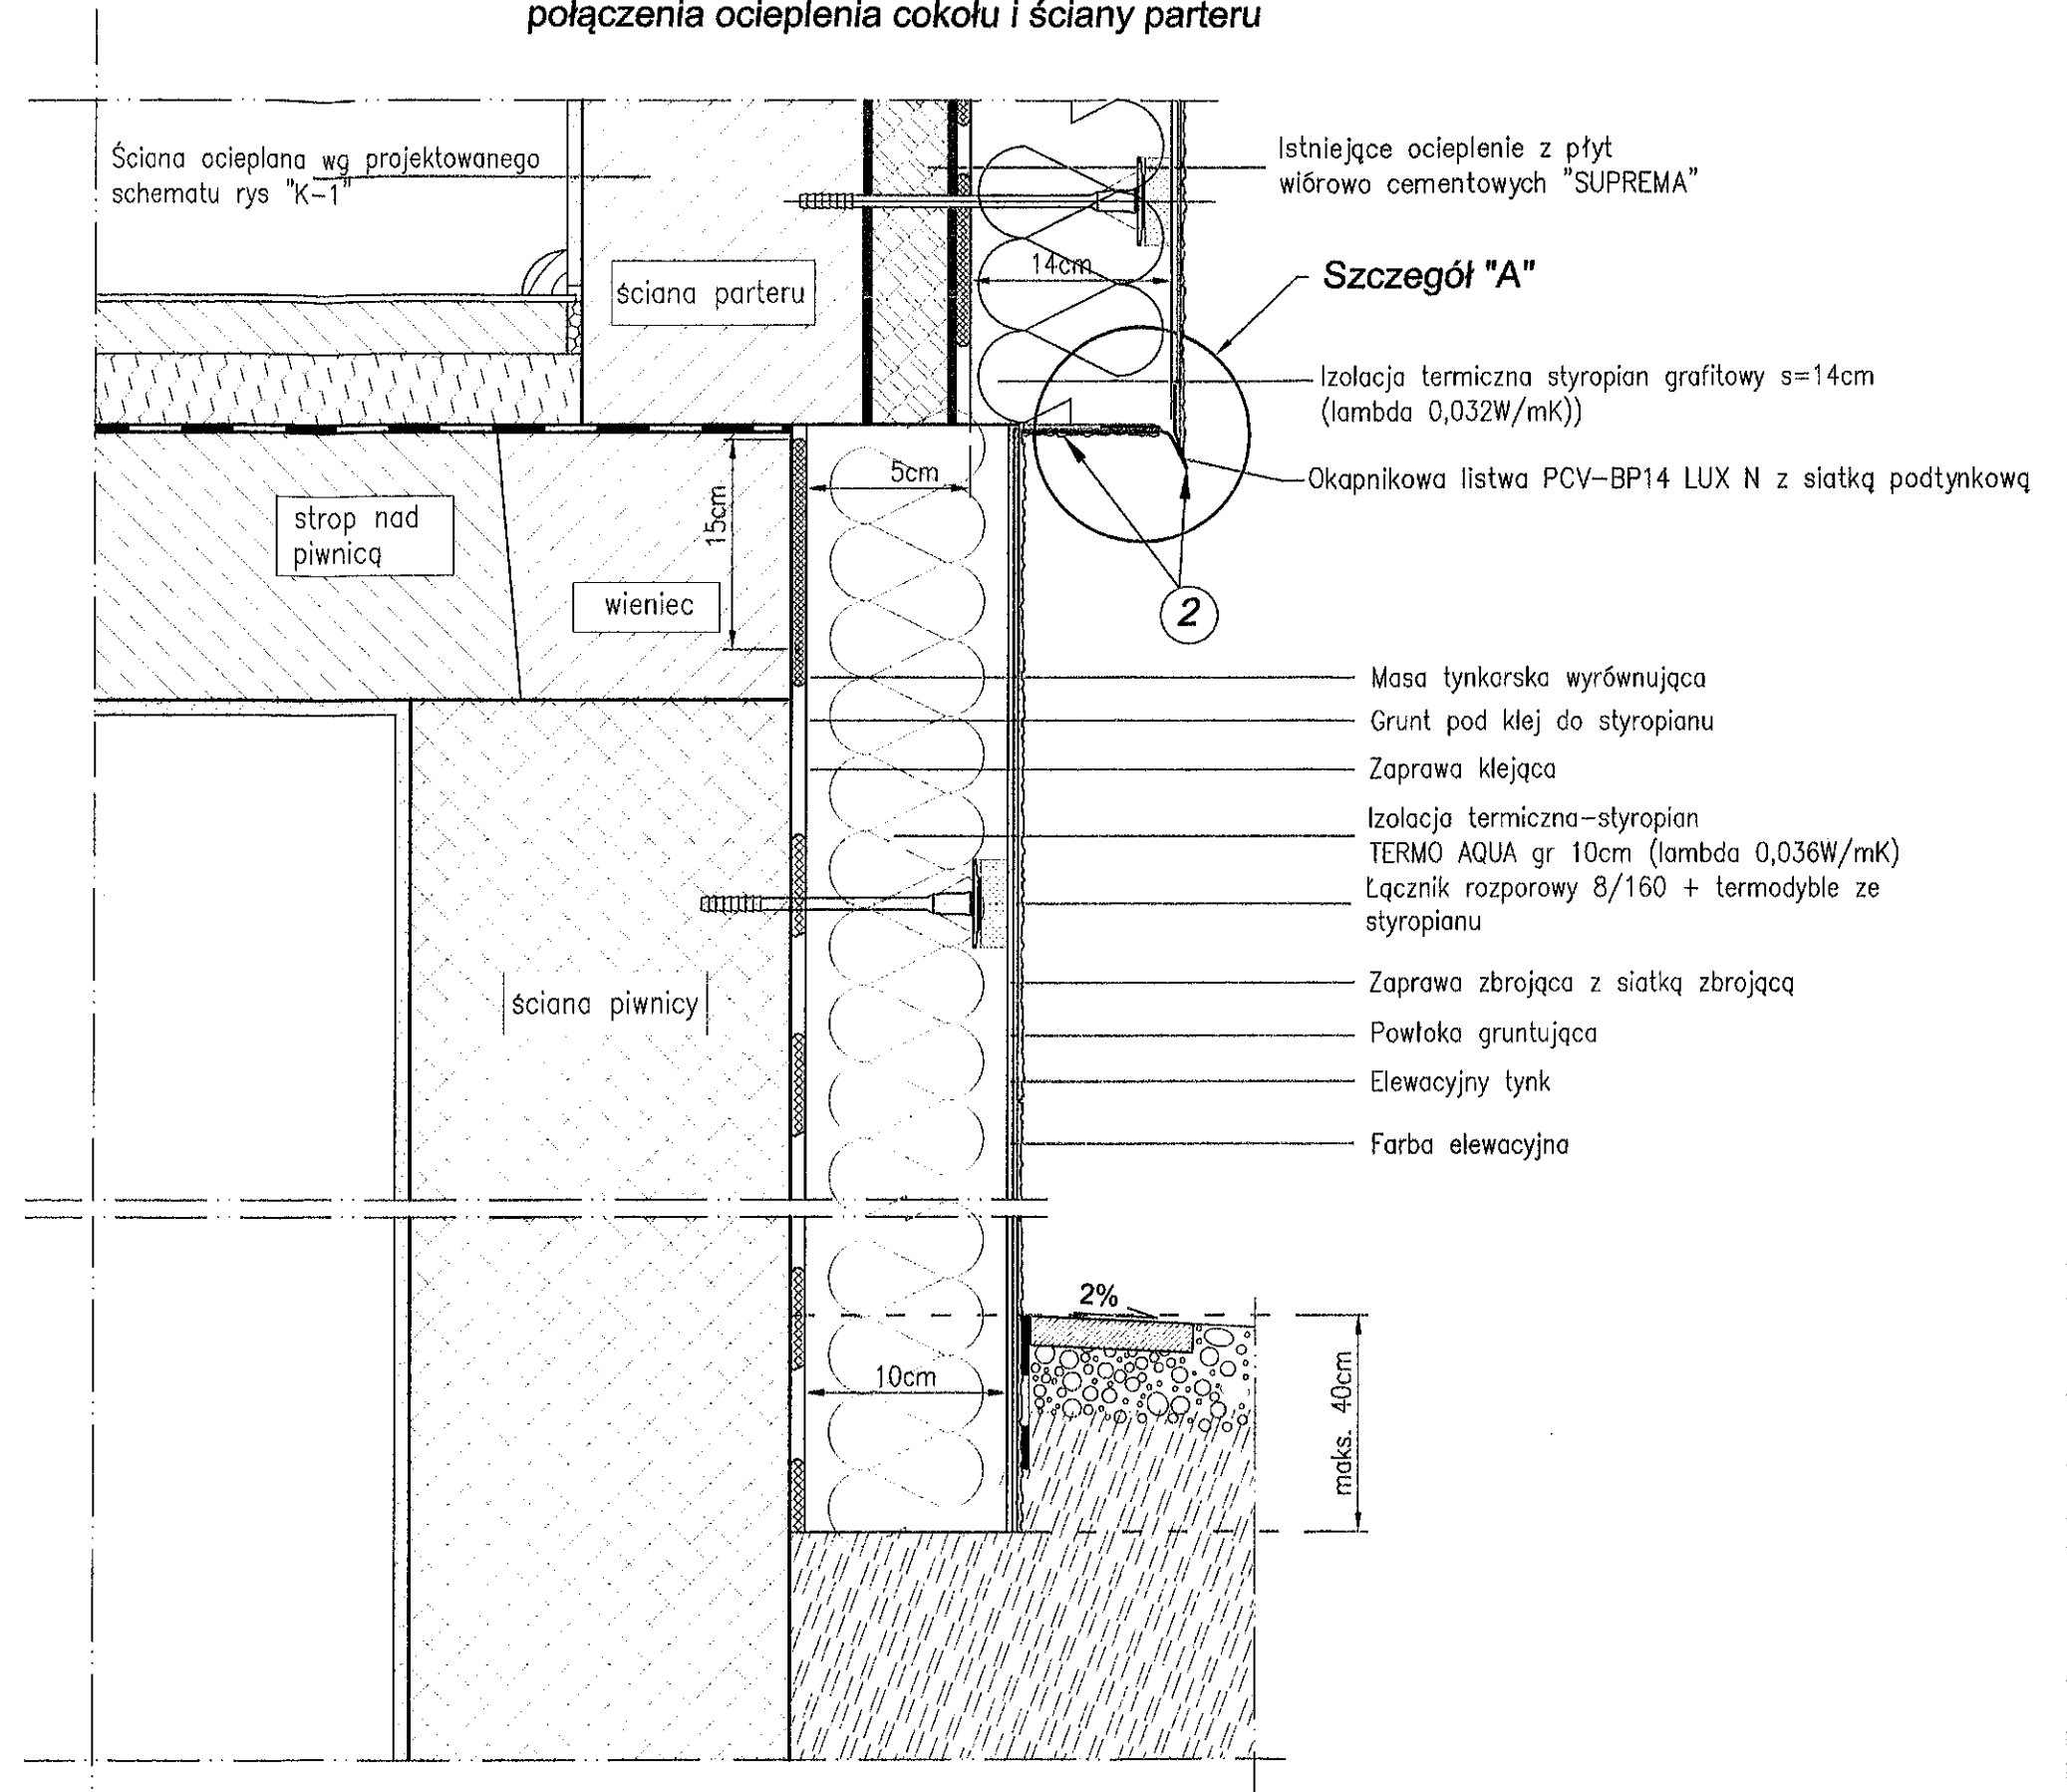 połączenia ocieplenia cokołu i ściany parteru
Ściana ocieplana wg projektowanego
schematu rys "K-1"
Istniejące ocieplenie z płyt
wiórowo cementowych "SUPREMA"
Szczegół "A"
ściana parteru
14cm
Izolacja termiczna styropian grafitowy s=14cm
(lambda 0,032W/mK))
Okapnikowa listwa PCV-BP14 LUX N z siatką podtynkową
5cm
15cm
strop nad
piwnicą
wieniec
2
Masa tynkarska wyrównująca
Grunt pod klej do styropianu
Zaprawa klejąca
Izolacja termiczna-styropian
TERMO AQUA gr 10cm (lambda 0,036W/mK)
Łącznik rozporowy 8/160 + termodyble ze
styropianu
ściana piwnicy
Zaprawa zbrojąca z siatką zbrojącą
Powłoka gruntująca
Elewacyjny tynk
Farba elewacyjna
2%
10cm
maks. 40cm